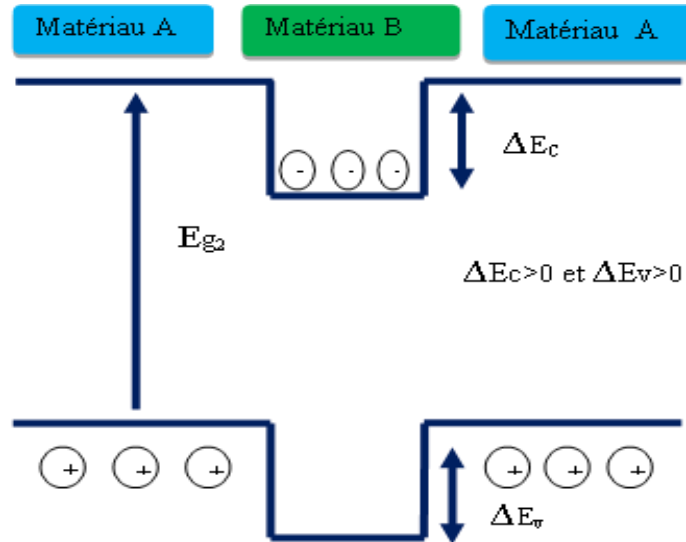 Matériau A
Matériau B
Matériau A
ΔEc
Eg2
ΔEc>0 et ΔEv>0
- - -
+ + +
+ + +
ΔEv